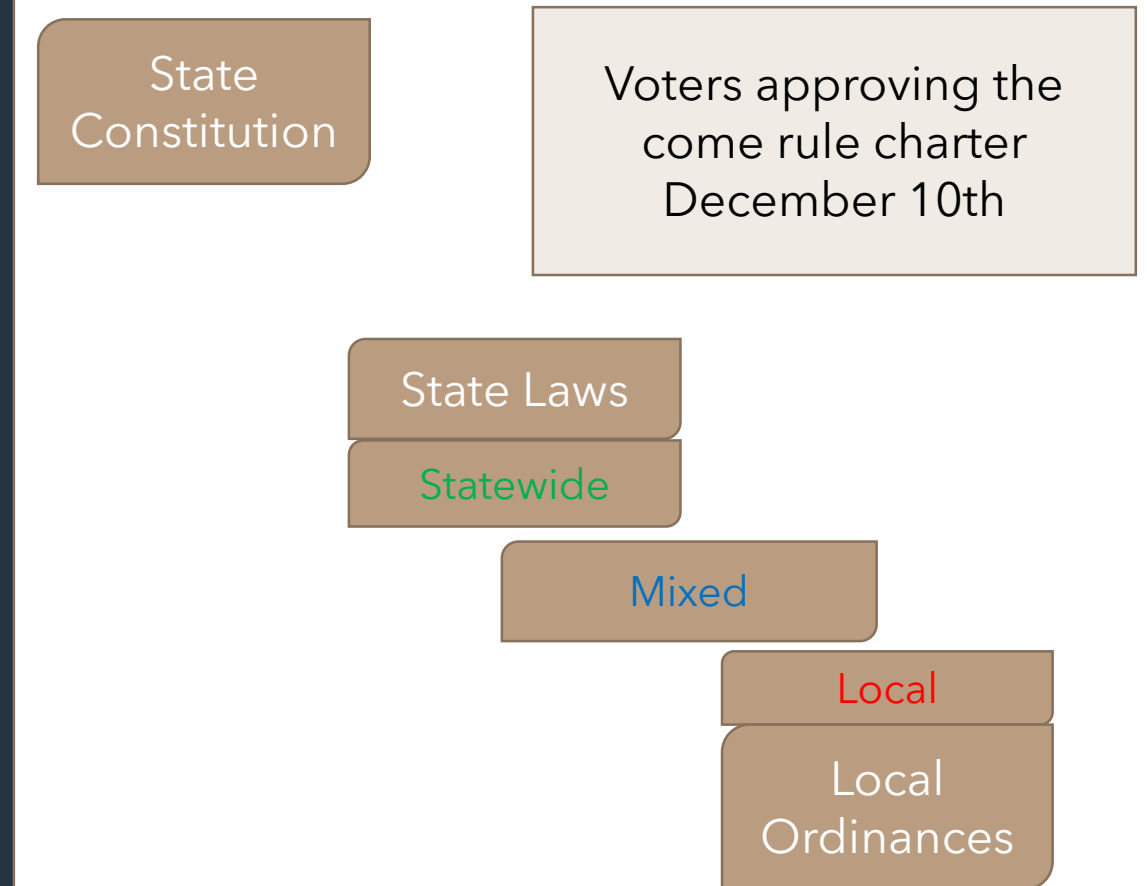 State
Constitution
Voters approving the
come rule charter
December 10th
State Laws
Statewide
Mixed
Local
Local
Ordinances